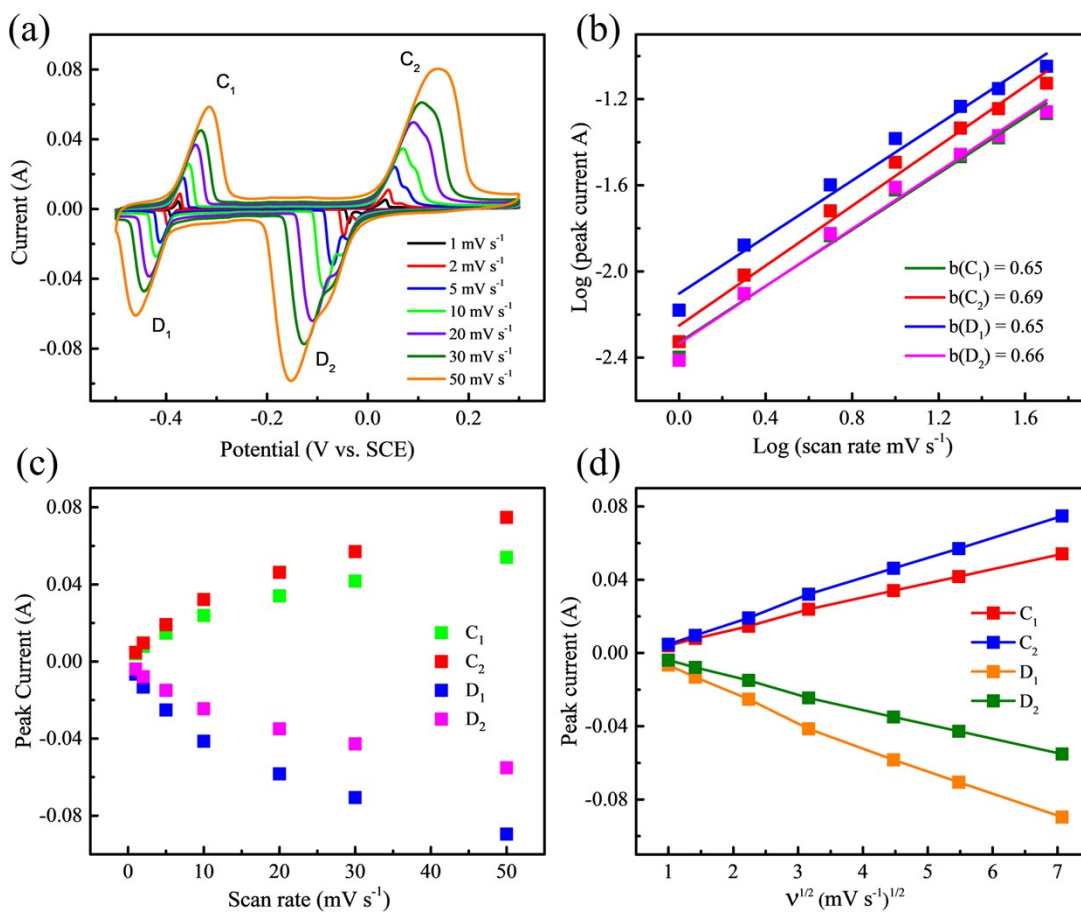 (a)
0.08
0.04
0.00
-0.04
-0.08
Current (A)
C₁
C₂
D₁
D₂
1 mV s⁻¹
2 mV s⁻¹
5 mV s⁻¹
10 mV s⁻¹
20 mV s⁻¹
30 mV s⁻¹
50 mV s⁻¹
-0.4 -0.2 0.0 0.2
Potential (V vs. SCE)
(b)
-1.2
-1.6
-2.0
-2.4
Log (peak current A)
b(C₁) = 0.65
b(C₂) = 0.69
b(D₁) = 0.65
b(D₂) = 0.66
0.0 0.4 0.8 1.2 1.6
Log (scan rate mV s⁻¹)
(c)
0.08
0.04
0.00
-0.04
-0.08
Peak Current (A)
C₁
C₂
D₁
D₂
0 10 20 30 40 50
Scan rate (mV s⁻¹)
(d)
0.08
0.04
0.00
-0.04
-0.08
Peak current (A)
C₁
C₂
D₁
D₂
1 2 3 4 5 6 7
ν¹ᐟ² (mV s⁻¹)¹ᐟ²